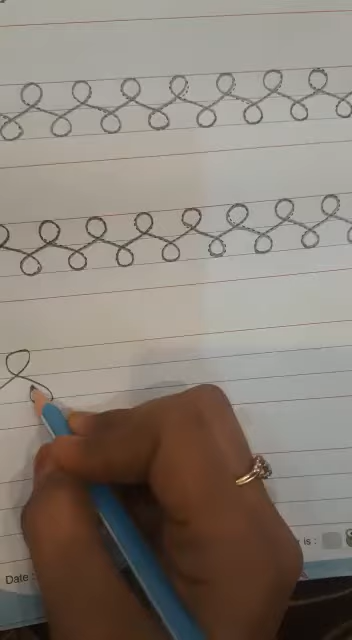 Date :
is :